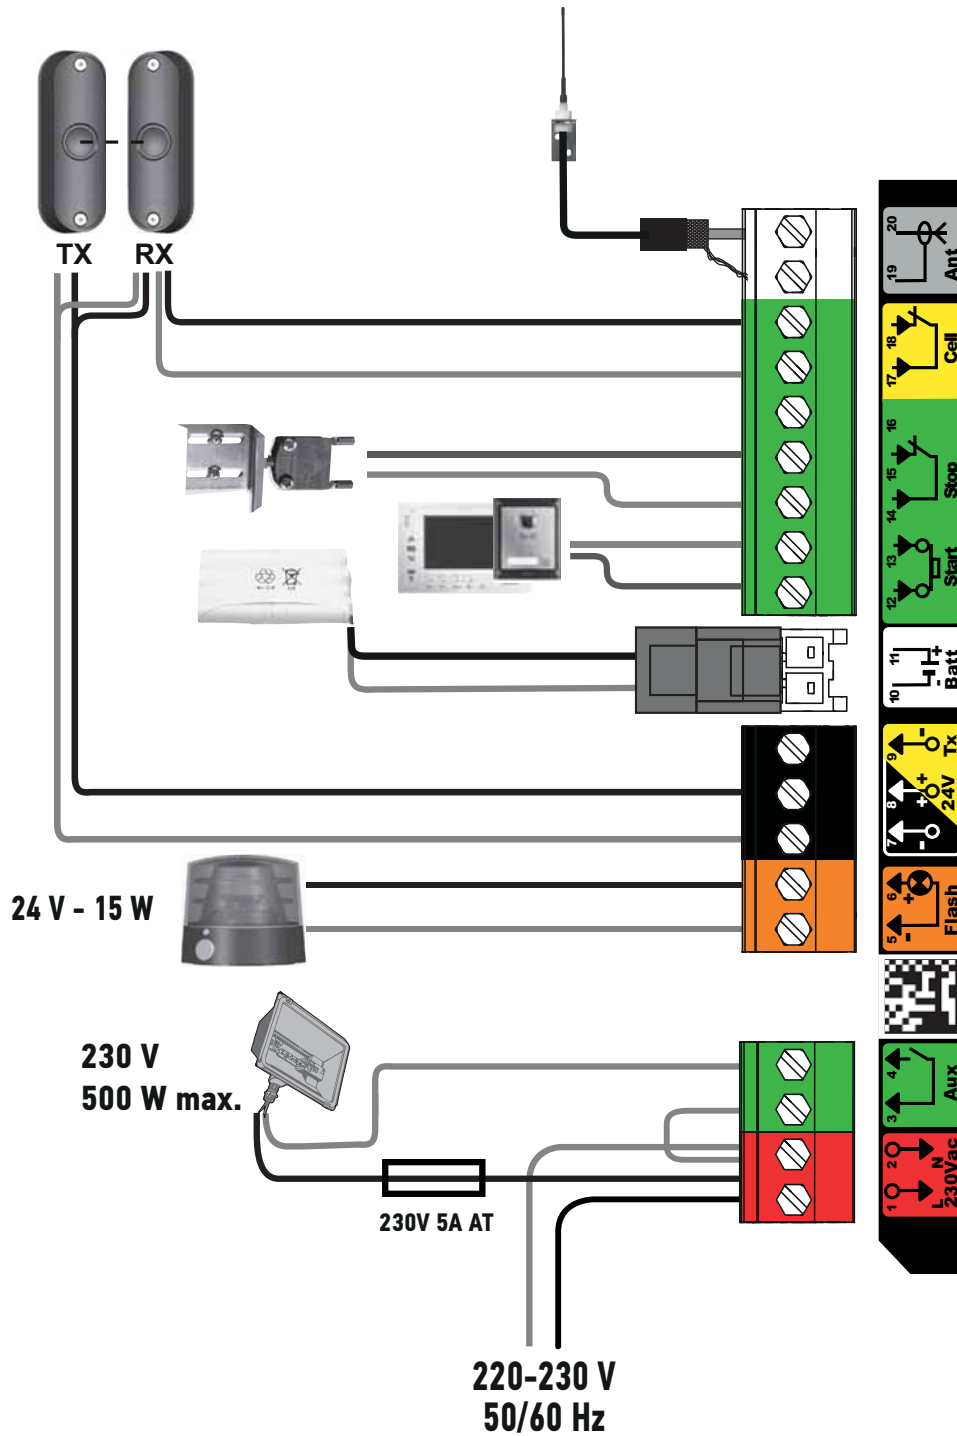 TX
RX
20
19
Ant
18
17
Cell
16
15
14
Stop
13
12
Start
11
10
+
-
Batt
9
-
Tx
8
+
+
24V
7
-
24 V - 15 W
6
+
5
-
Flash
230 V
500 W max.
4
3
Aux
2
N
1
L
230Vac
230V 5A AT
220-230 V
50/60 Hz